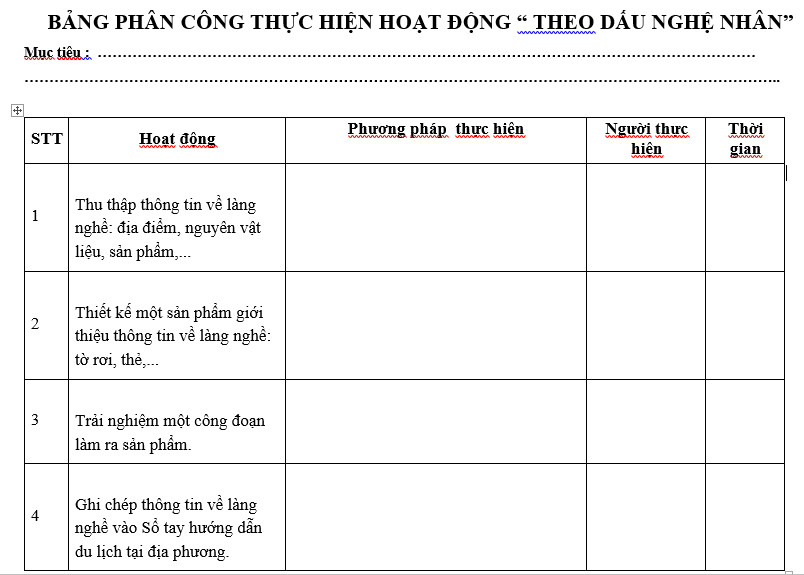 BẢNG PHÂN CÔNG THỰC HIỆN HOẠT ĐỘNG “ THEO DẤU NGHỆ NHÂN”
Mục tiêu : ……………………………………………………………………………………………
…………………………………………………………………………………………………………..
STT
Hoạt động
Phương pháp thực hiện
Người thực
hiện
Thời
gian
1
Thu thập thông tin về làng
nghề: địa điểm, nguyên vật
liệu, sản phẩm,...
2
Thiết kế một sản phẩm giới
thiệu thông tin về làng nghề:
tờ rơi, thẻ,...
3
Trải nghiệm một công đoạn
làm ra sản phẩm.
4
Ghi chép thông tin về làng
nghề vào Sổ tay hướng dẫn
du lịch tại địa phương.